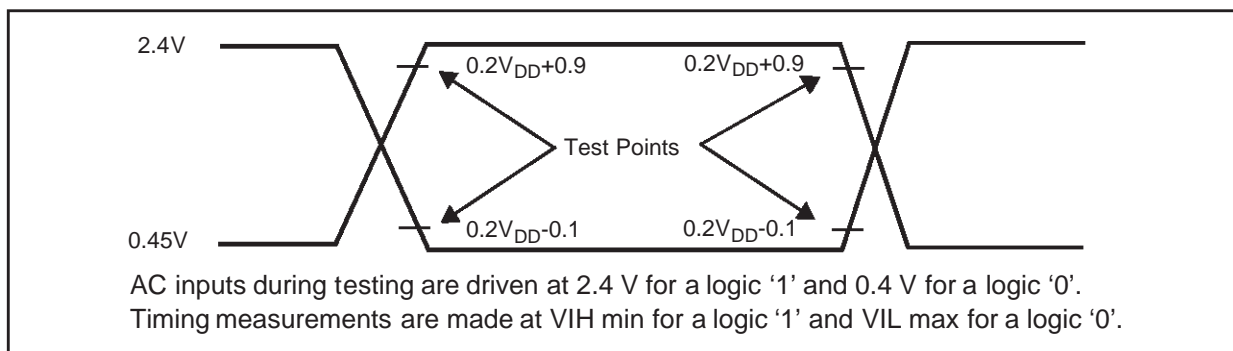 2.4V
0.2VDD+0.9 0.2VDD+0.9
Test Points
0.45V 0.2VDD-0.1 0.2VDD-0.1
AC inputs during testing are driven at 2.4 V for a logic ‘1’ and 0.4 V for a logic ‘0’.
Timing measurements are made at VIH min for a logic ‘1’ and VIL max for a logic ‘0’.